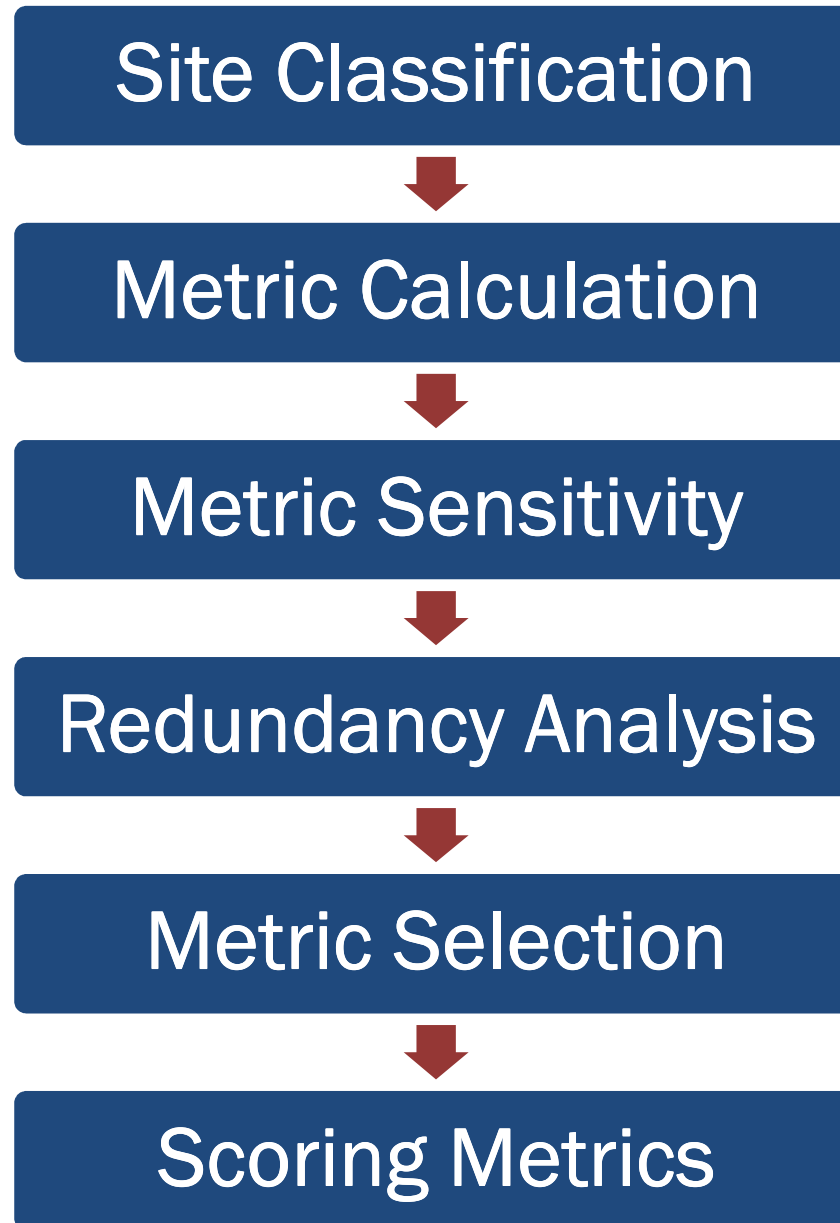 Site Classification
Metric Calculation
Metric Sensitivity
Redundancy Analysis
Metric Selection
Scoring Metrics